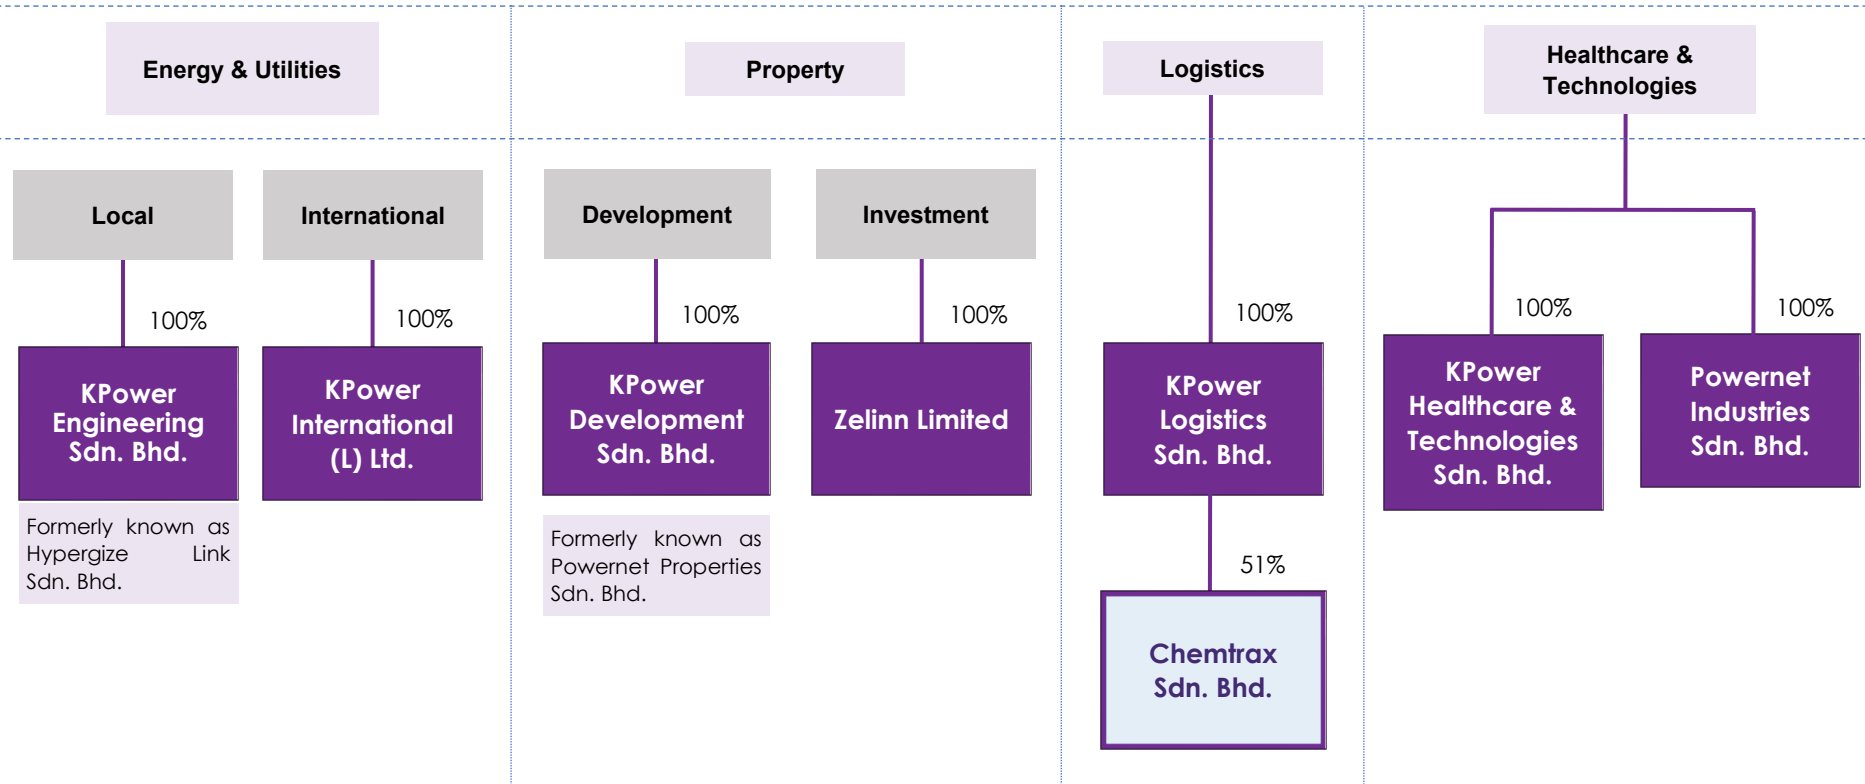 Energy & Utilities
Property
Logistics
Healthcare &
Technologies
Local
International
Development
Investment
100%
100%
100%
100%
100%
100%
100%
KPower
Engineering
Sdn. Bhd.
KPower
International
(L) Ltd.
KPower
Development
Sdn. Bhd.
Zelinn Limited
KPower
Logistics
Sdn. Bhd.
KPower
Healthcare &
Technologies
Sdn. Bhd.
Powernet
Industries
Sdn. Bhd.
Formerly known as
Hypergize Link
Sdn. Bhd.
Formerly known as
Powernet Properties
Sdn. Bhd.
51%
Chemtrax
Sdn. Bhd.